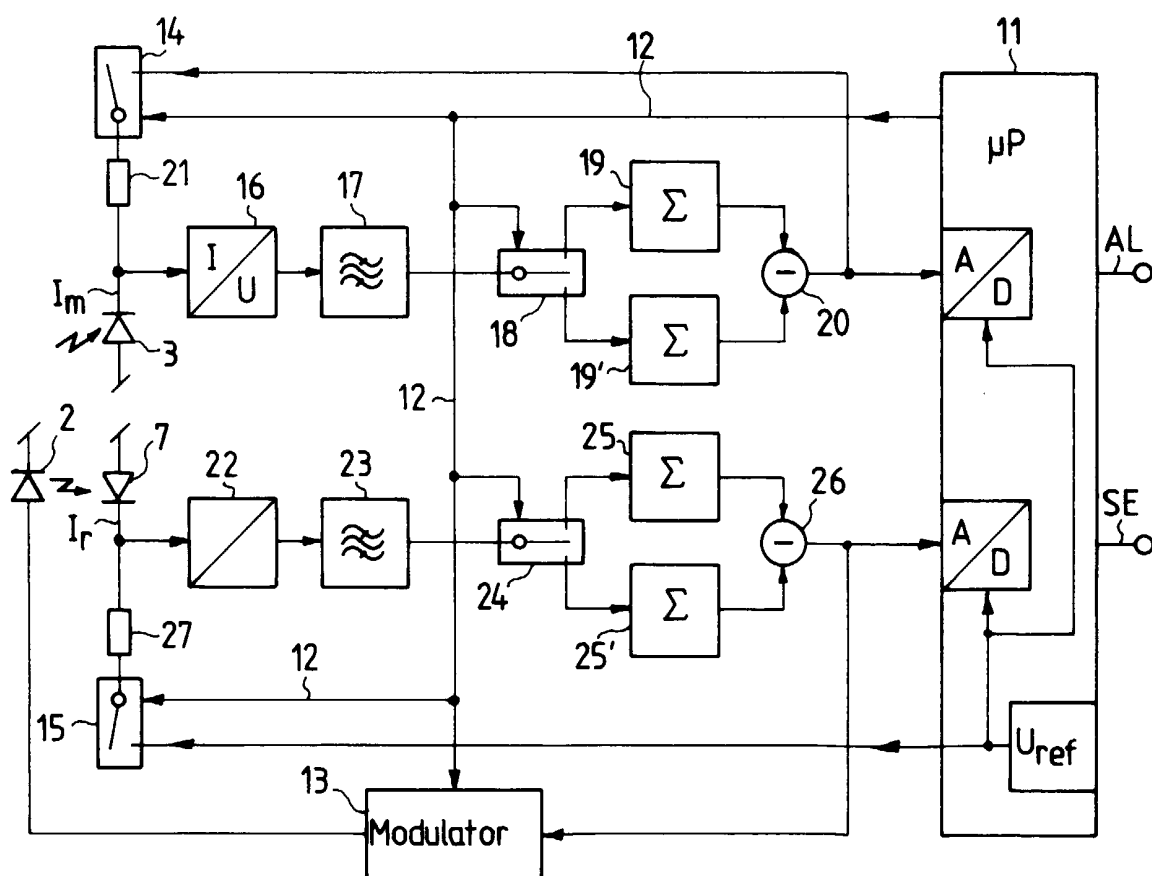 14
12
11
µP
21
16
17
19
Σ
I
U
A
D
AL
I_m
3
18
20
Σ
19'
12
2
7
22
23
25
Σ
26
A
D
SE
I_r
24
Σ
25'
27
12
15
U_ref
13
Modulator